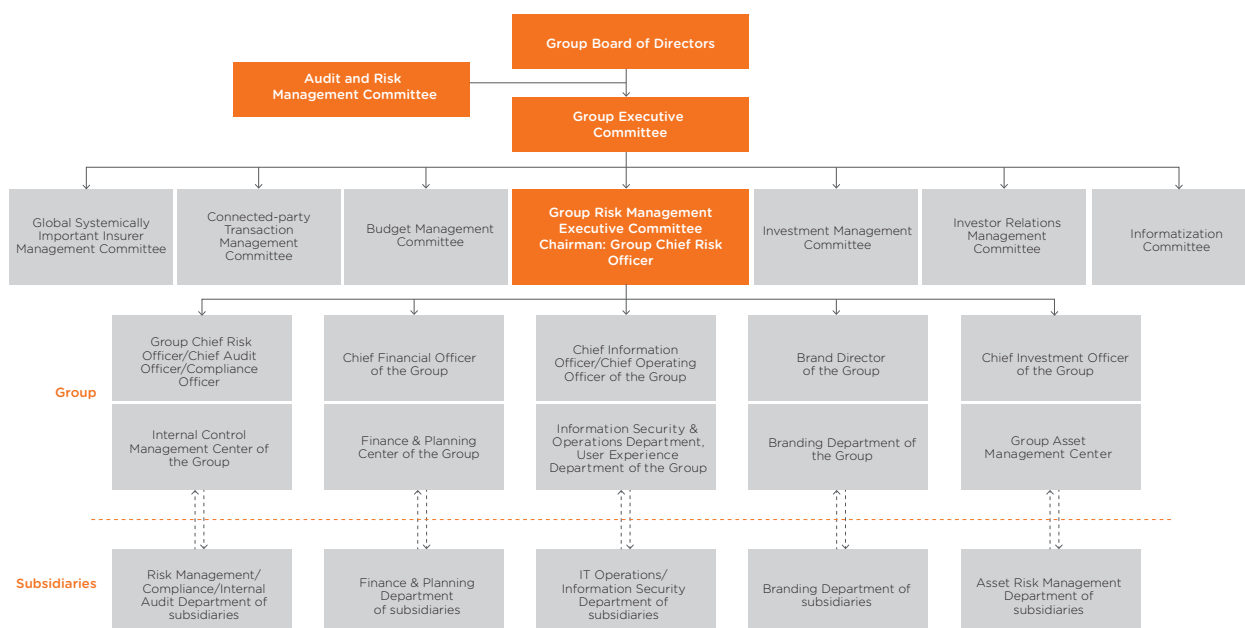 Group Board of Directors
Audit and Risk
Management Committee
Group Executive
Committee
Global Systemically
Important Insurer
Management Committee
Connected-party
Transaction
Management
Committee
Budget Management
Committee
Group Risk Management
Executive Committee
Chairman: Group Chief Risk
Officer
Investment Management
Committee
Investor Relations
Management
Committee
Informatization
Committee
Group
Group Chief Risk
Officer/Chief Audit
Officer/Compliance
Officer
Chief Financial Officer
of the Group
Chief Information
Officer/Chief Operating
Officer of the Group
Brand Director
of the Group
Chief Investment Officer
of the Group
Internal Control
Management Center of
the Group
Finance & Planning
Center of the Group
Information Security &
Operations Department,
User Experience
Department of the Group
Branding Department of
the Group
Group Asset
Management Center
Subsidiaries
Risk Management/
Compliance/Internal
Audit Department of
subsidiaries
Finance & Planning
Department
of subsidiaries
IT Operations/
Information Security
Department of
subsidiaries
Branding Department of
subsidiaries
Asset Risk Management
Department of
subsidiaries